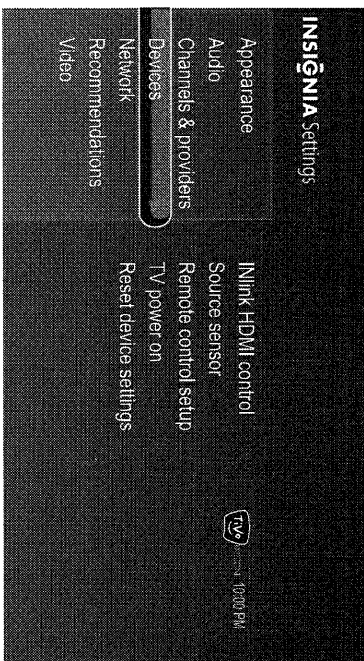 INSIGNIA Settings
TiVo
10:00 PM
Appearance
Audio
Channels & providers
Devices
Network
Recommendations
Video
INlink HDMI control
Source sensor
Remote control setup
TV power on
Reset device settings